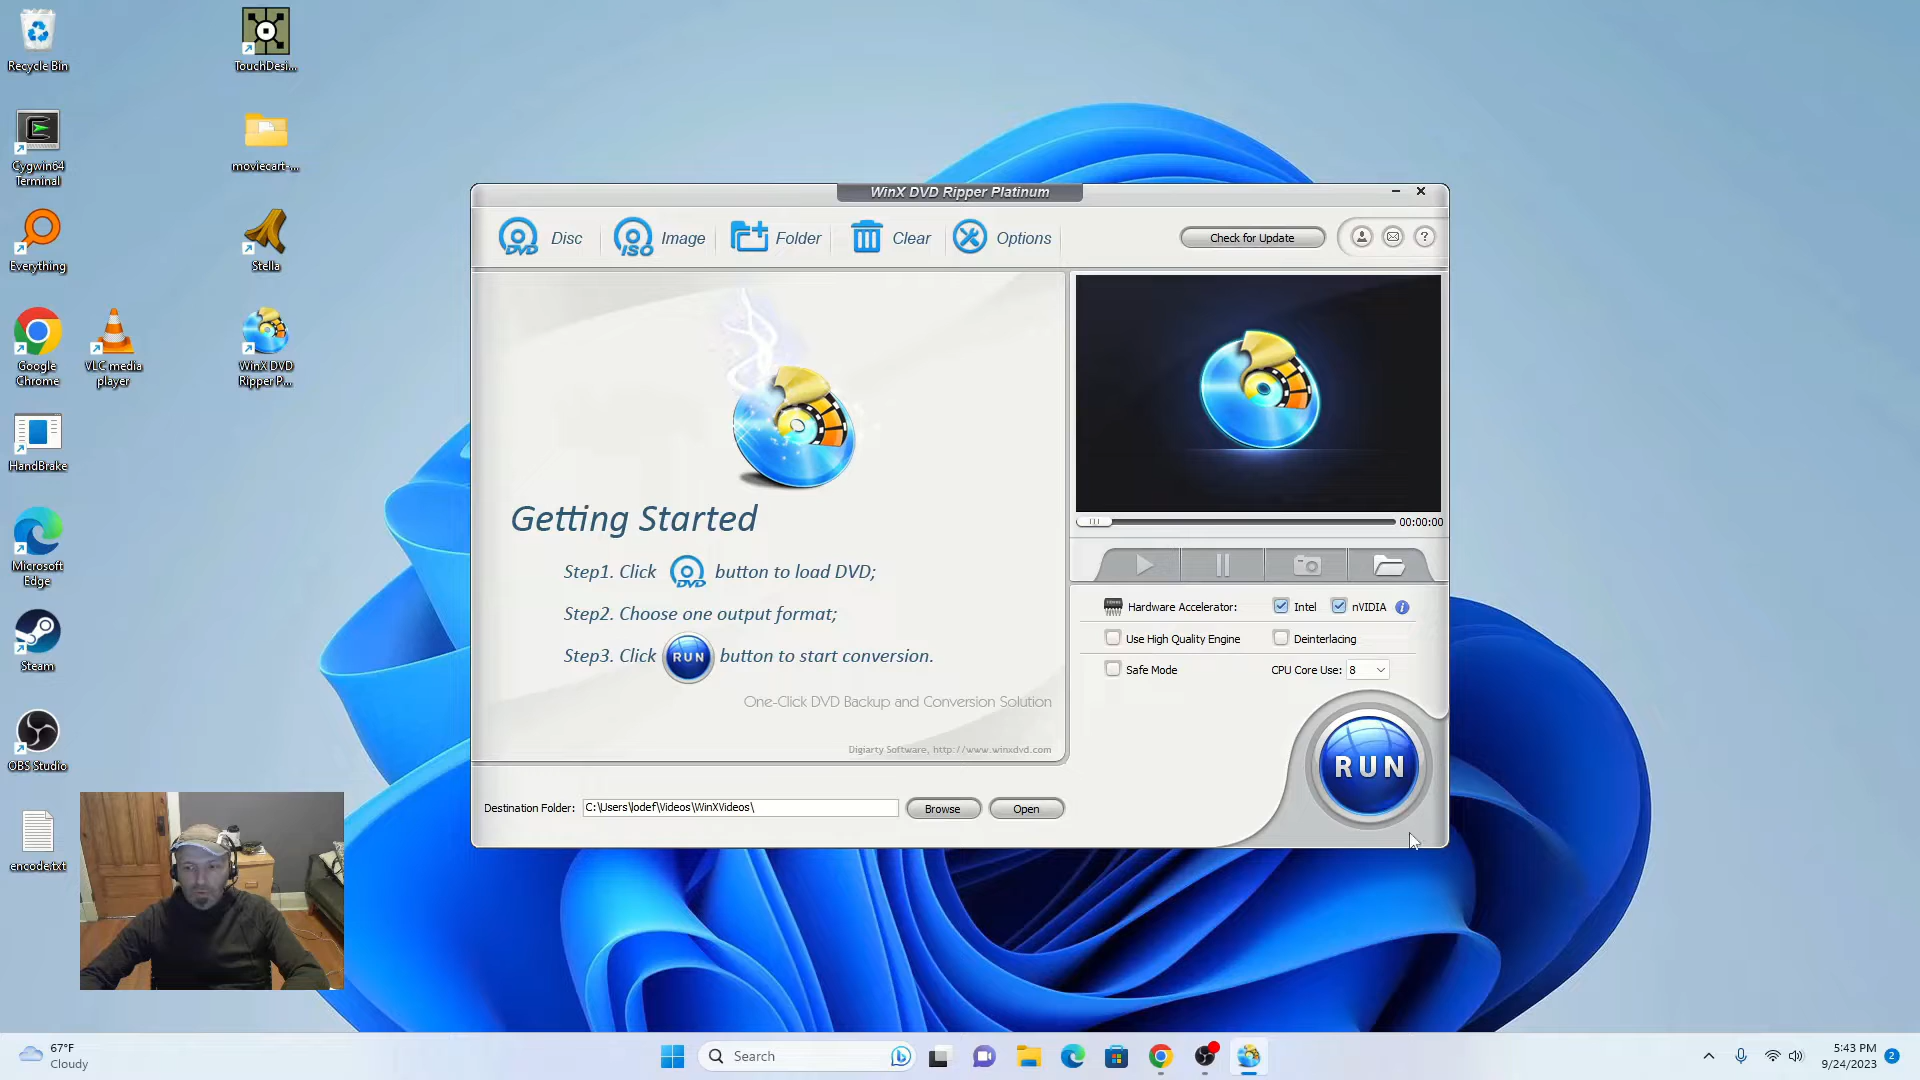 Recycle Bin
TouchDesi...
Cygwin64
Terminal
moviecart-...
Everything
Stella
Google
Chrome
VLC media
player
WinX DVD
Ripper P...
HandBrake
Microsoft
Edge
Steam
OBS Studio
encode.txt
WinX DVD Ripper Platinum
DVD
Disc
ISO
Image
Folder
Clear
Options
Check for Update
?
Getting Started
Step1. Click DVD button to load DVD;
Step2. Choose one output format;
Step3. Click RUN button to start conversion.
One-Click DVD Backup and Conversion Solution
Digiarty Software, http://www.winxdvd.com
00:00:00
Hardware Accelerator: Intel nVIDIA
Use High Quality Engine Deinterlacing
Safe Mode CPU Core Use: 8
RUN
Destination Folder: C:\Users\lodef\Videos\WinXVideos\ Browse Open
67°F
Cloudy
Search
5:43 PM
9/24/2023
2